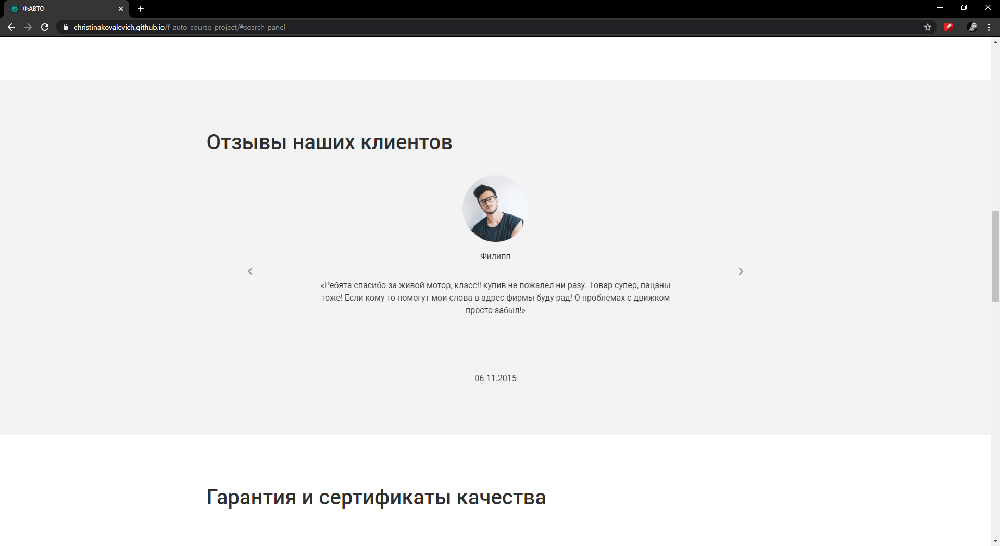 Ф:АВТО
christinakovalevich.github.io/f-auto-course-project/#search-panel
Отзывы наших клиентов
Филипп
«Ребята спасибо за живой мотор, класс!! купив не пожалел ни разу. Товар супер, пацаны
тоже! Если кому то помогут мои слова в адрес фирмы буду рад! О проблемах с движком
просто забыл!»
06.11.2015
Гарантия и сертификаты качества